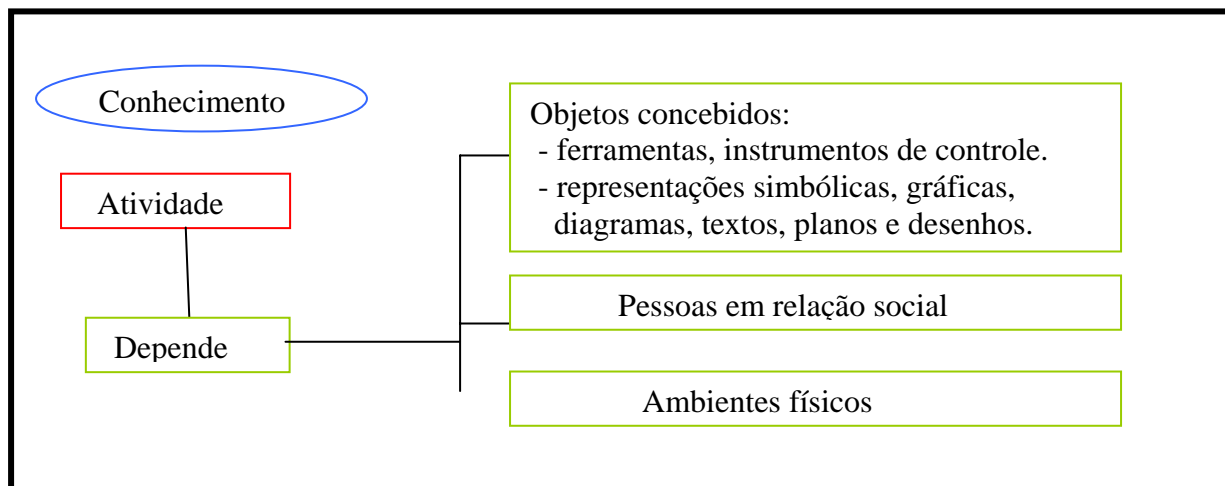 Conhecimento
Atividade
Depende
Objetos concebidos:
- ferramentas, instrumentos de controle.
- representações simbólicas, gráficas,
diagramas, textos, planos e desenhos.
Pessoas em relação social
Ambientes físicos